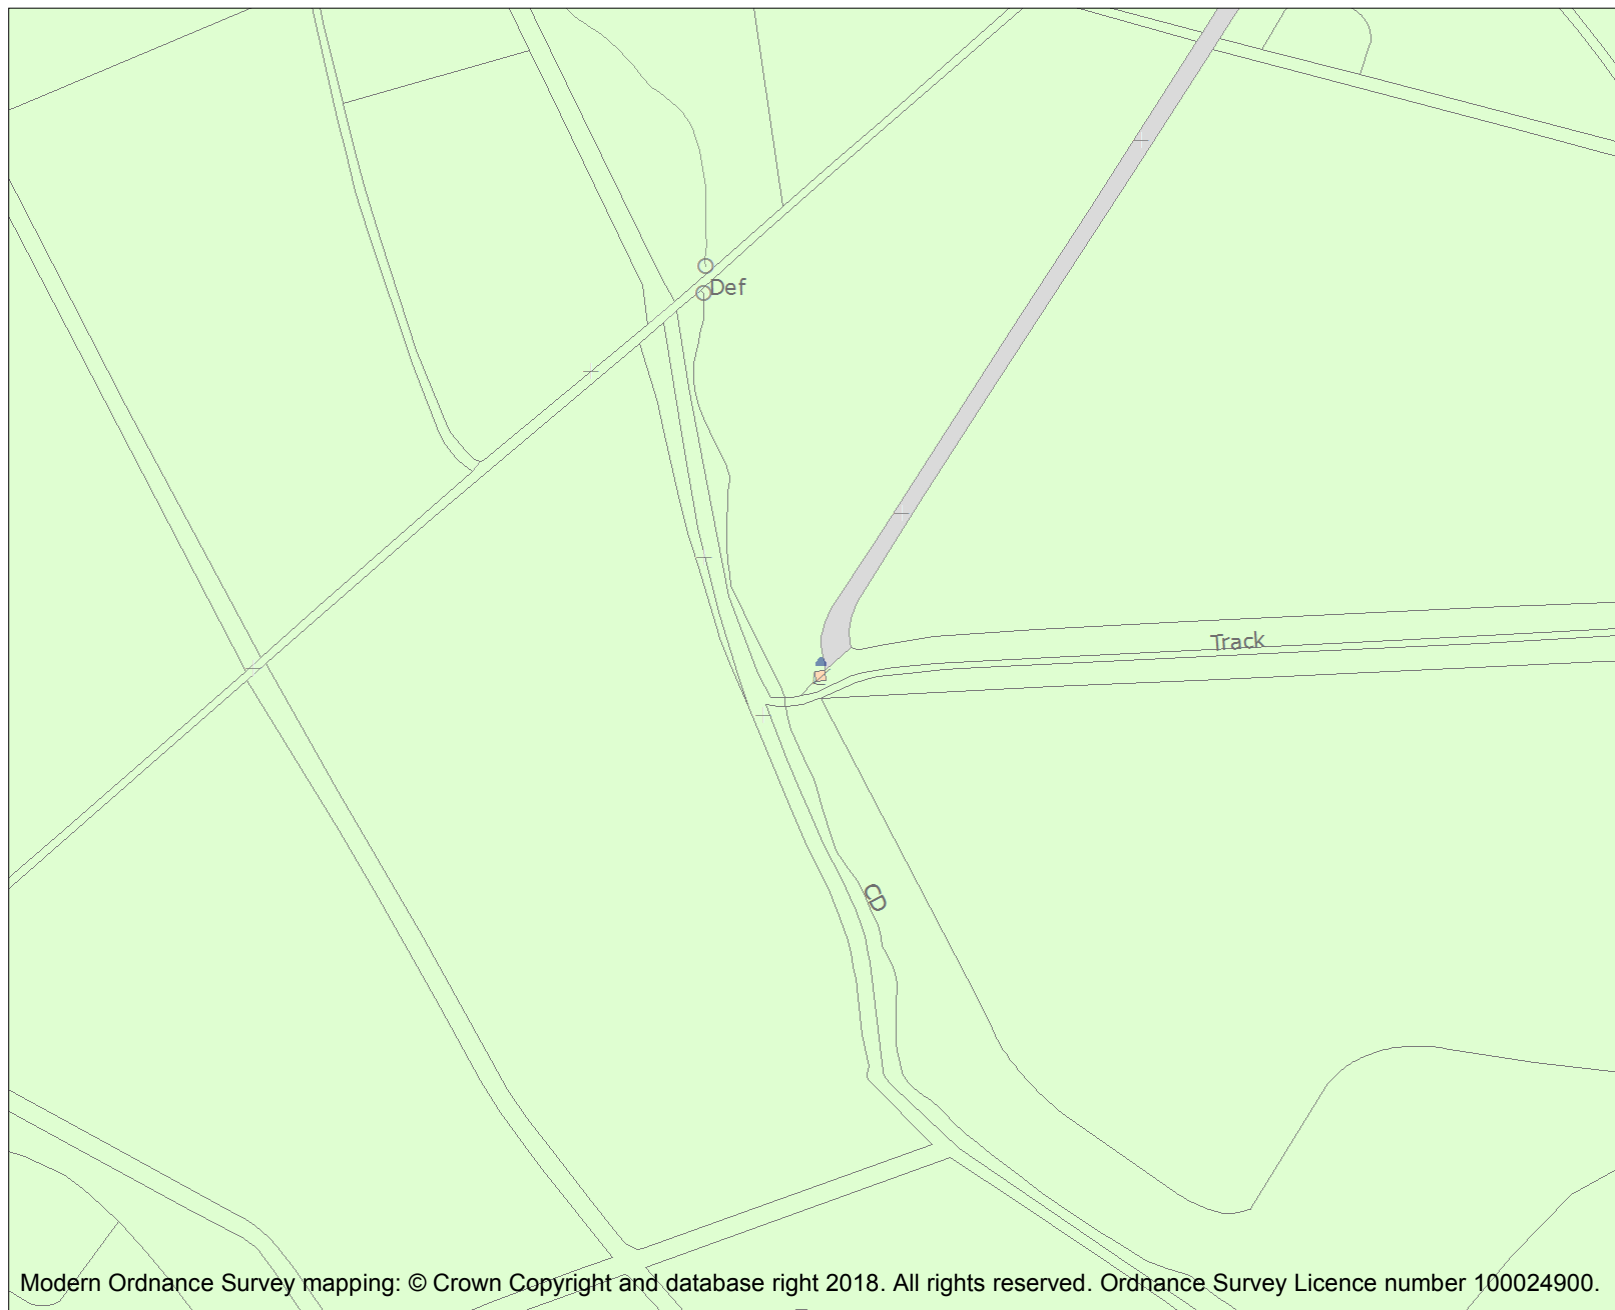 Def
Track
CD
Modern Ordnance Survey mapping: © Crown Copyright and database right 2018. All rights reserved. Ordnance Survey Licence number 100024900.